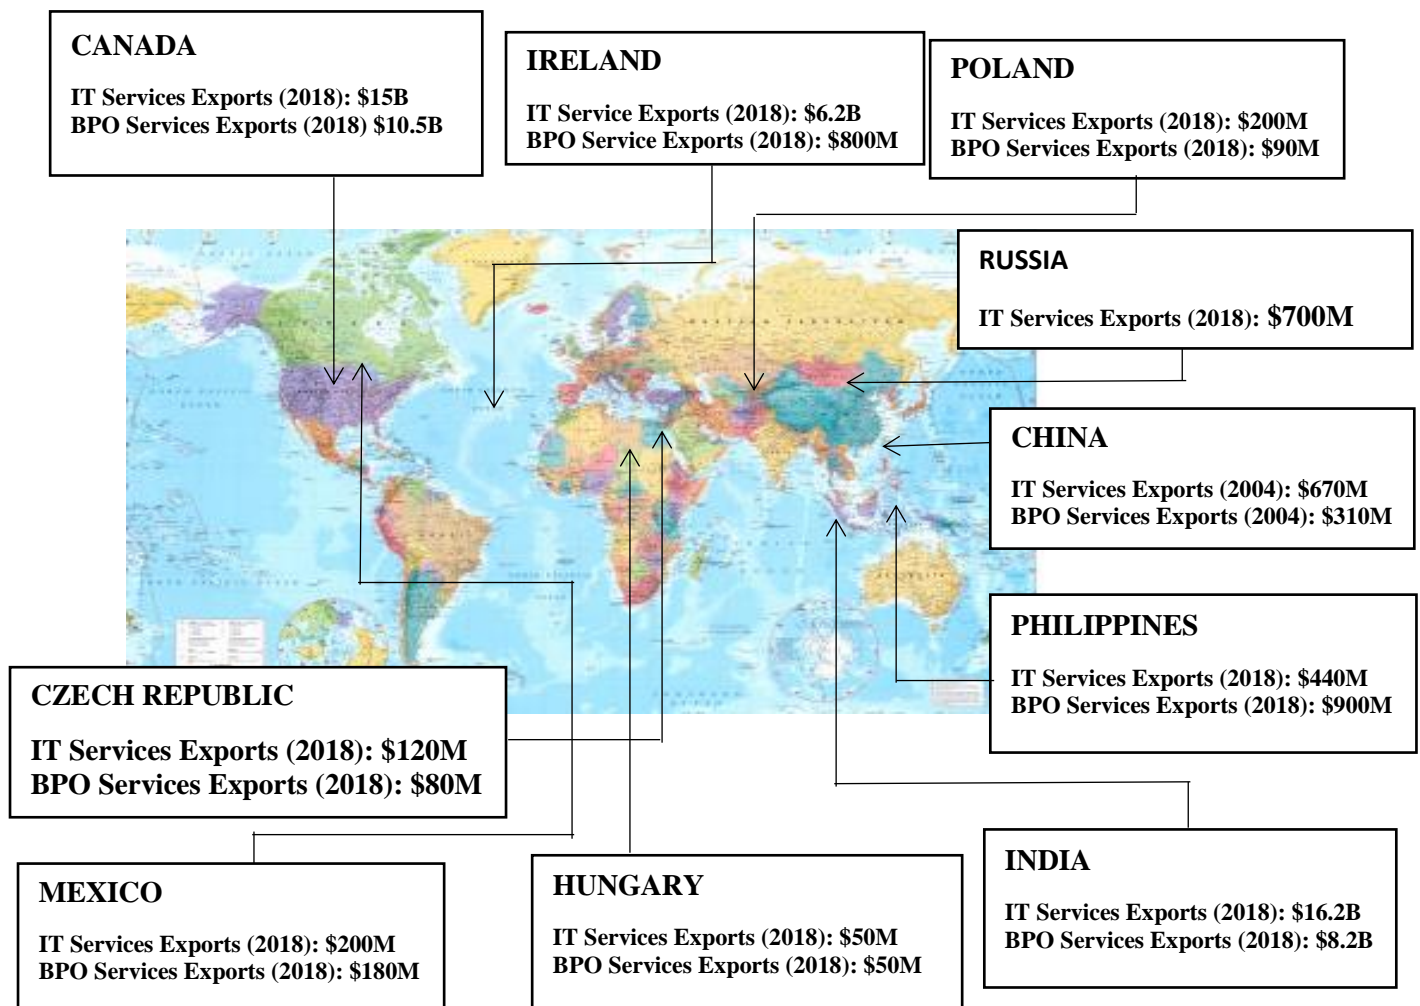 CANADA
IT Services Exports (2018): $15B
BPO Services Exports (2018) $10.5B
IRELAND
IT Service Exports (2018): $6.2B
BPO Service Exports (2018): $800M
POLAND
IT Services Exports (2018): $200M
BPO Services Exports (2018): $90M
RUSSIA
IT Services Exports (2018): $700M
CHINA
IT Services Exports (2004): $670M
BPO Services Exports (2004): $310M
PHILIPPINES
IT Services Exports (2018): $440M
BPO Services Exports (2018): $900M
CZECH REPUBLIC
IT Services Exports (2018): $120M
BPO Services Exports (2018): $80M
MEXICO
IT Services Exports (2018): $200M
BPO Services Exports (2018): $180M
HUNGARY
IT Services Exports (2018): $50M
BPO Services Exports (2018): $50M
INDIA
IT Services Exports (2018): $16.2B
BPO Services Exports (2018): $8.2B